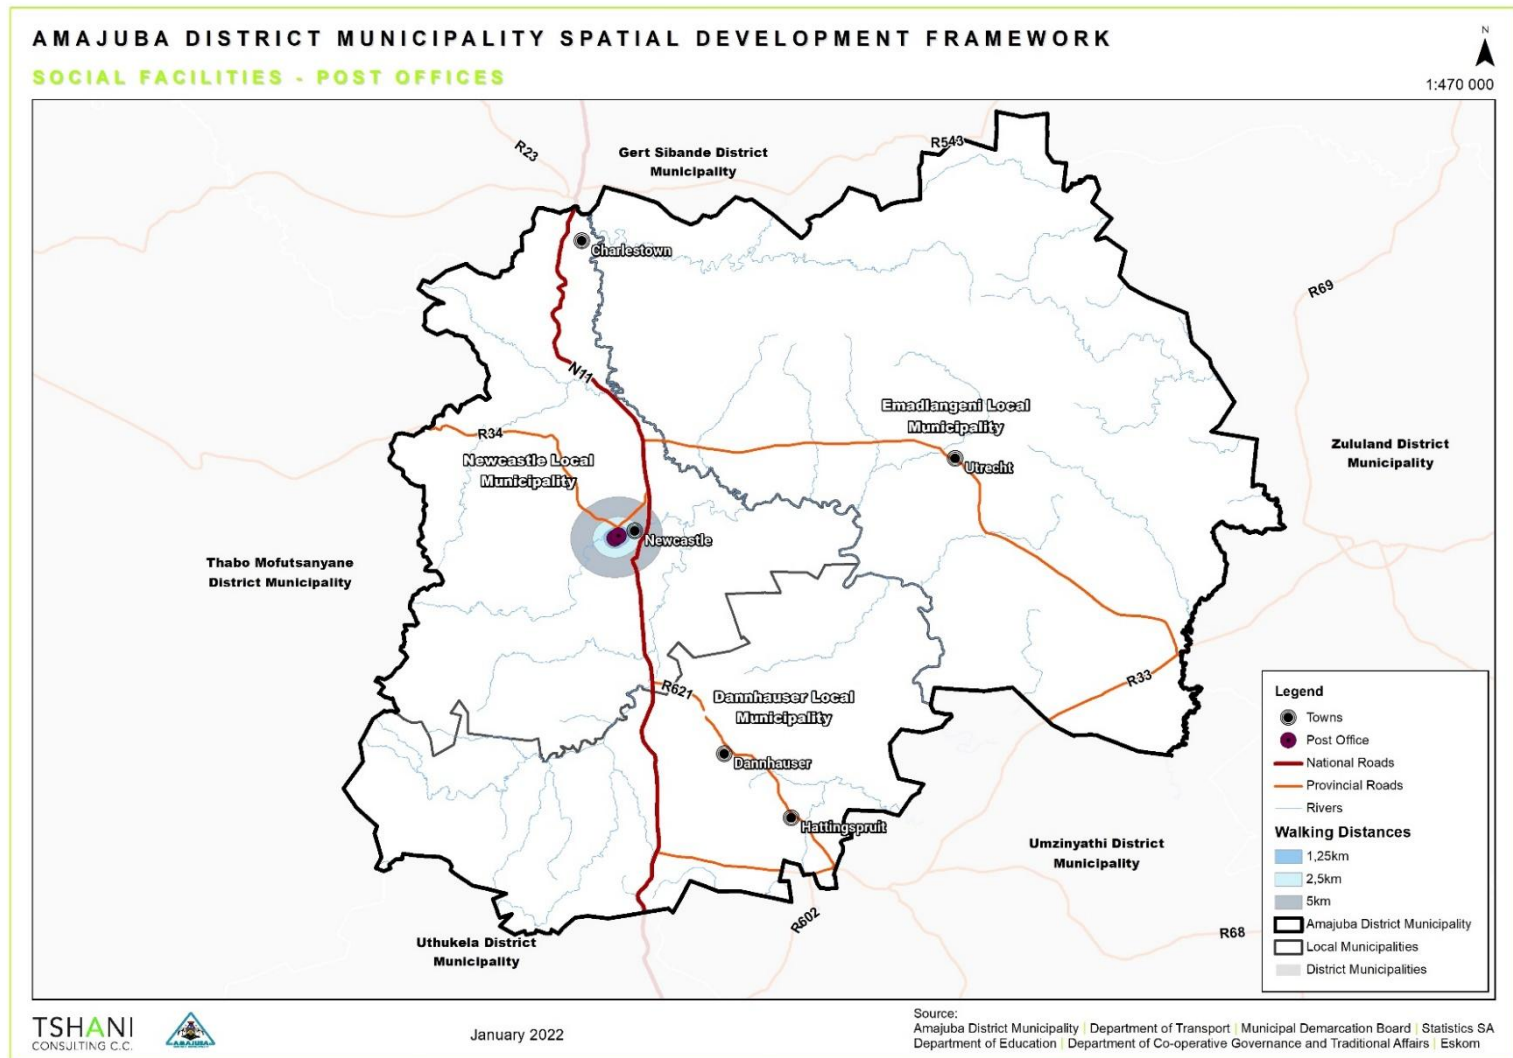 AMAJUBA DISTRICT MUNICIPALITY SPATIAL DEVELOPMENT FRAMEWORK
SOCIAL FACILITIES - POST OFFICES
N
1:470 000
R23
Gert Sibande District
Municipality
R543
Charlestown
R69
N11
Emadlangeni Local
Municipality
R34
Zululand District
Municipality
Newcastle Local
Municipality
Utrecht
Newcastle
Thabo Mofutsanyane
District Municipality
R621
Dannhauser Local
Municipality
R33
Dannhauser
Hattingspruit
Umzinyathi District
Municipality
R602
R68
Uthukela District
Municipality
Legend
Towns
Post Office
National Roads
Provincial Roads
Rivers
Walking Distances
1,25km
2,5km
5km
Amajuba District Municipality
Local Municipalities
District Municipalities
TSHANI
CONSULTING C.C.
AMAJUBA
January 2022
Source:
Amajuba District Municipality | Department of Transport | Municipal Demarcation Board | Statistics SA
Department of Education | Department of Co-operative Governance and Traditional Affairs | Eskom